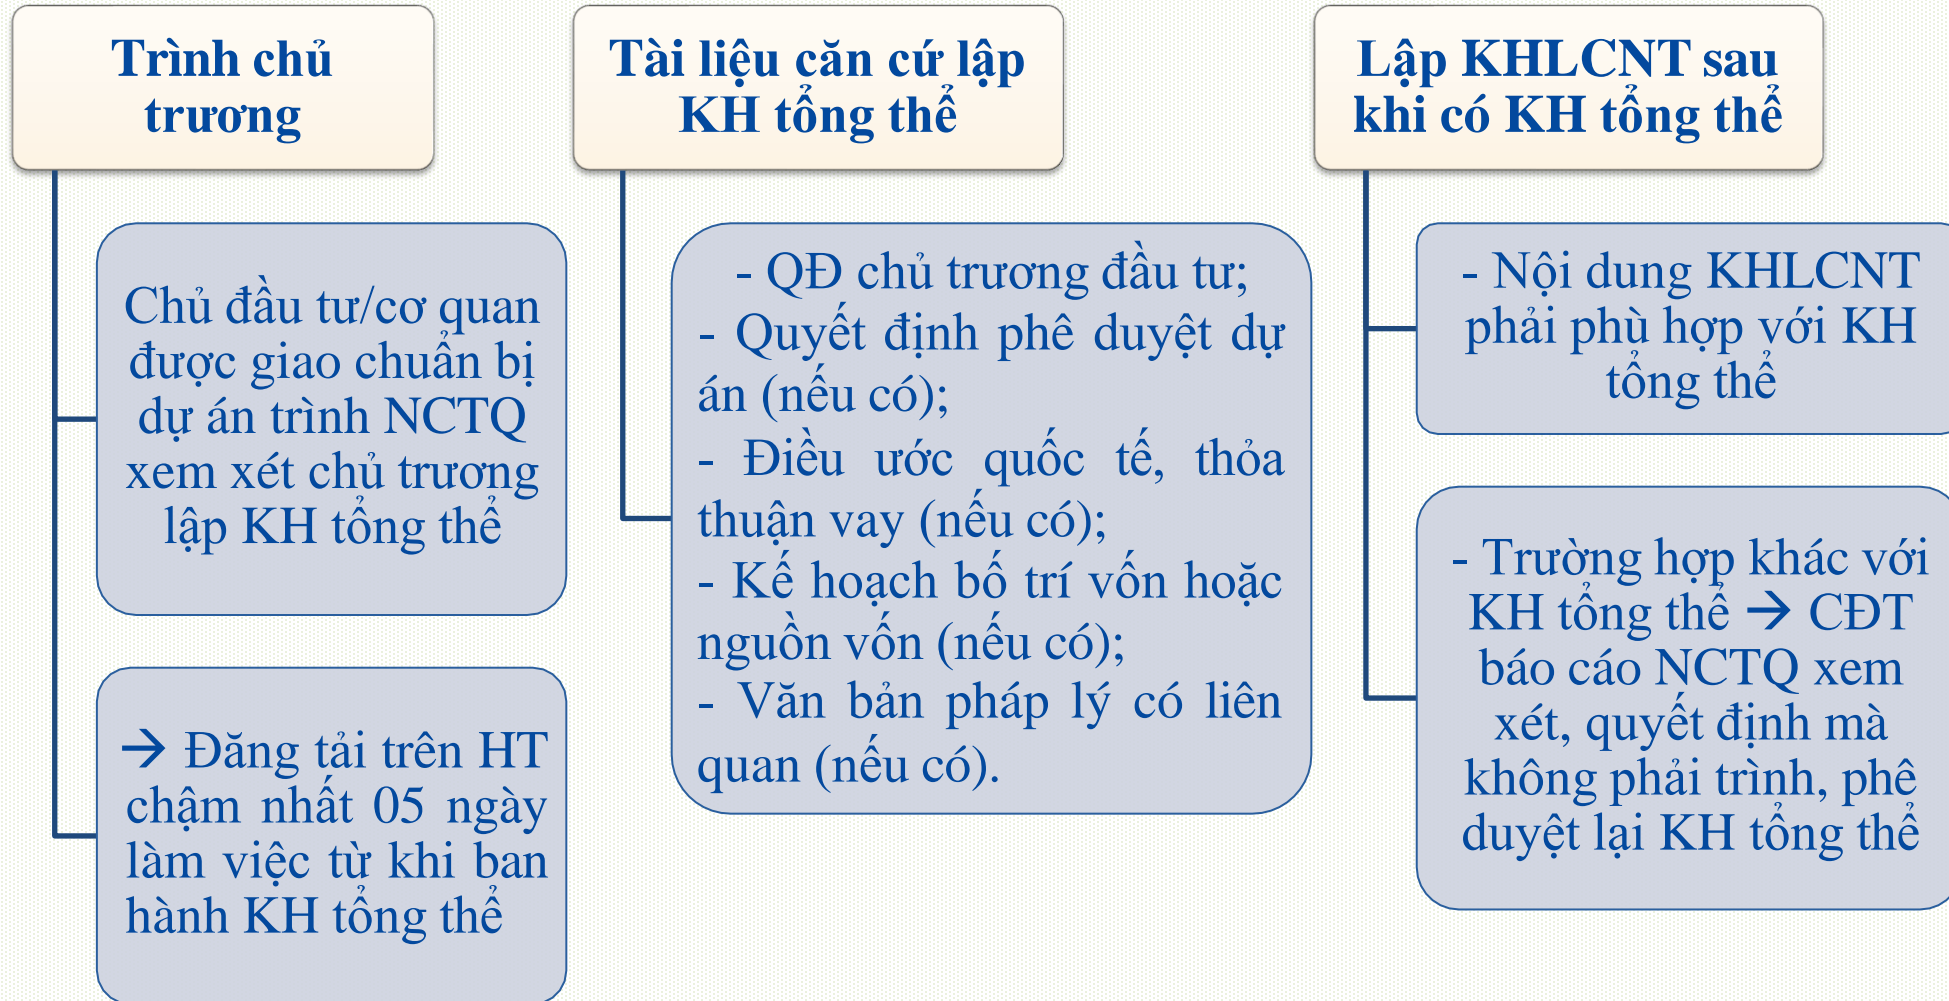 Trình chủ
trương
Chủ đầu tư/cơ quan
được giao chuẩn bị
dự án trình NCTQ
xem xét chủ trương
lập KH tổng thể
→ Đăng tải trên HT
chậm nhất 05 ngày
làm việc từ khi ban
hành KH tổng thể
Tài liệu căn cứ lập
KH tổng thể
- QĐ chủ trương đầu tư;
- Quyết định phê duyệt dự
án (nếu có);
- Điều ước quốc tế, thỏa
thuận vay (nếu có);
- Kế hoạch bố trí vốn hoặc
nguồn vốn (nếu có);
- Văn bản pháp lý có liên
quan (nếu có).
Lập KHLCNT sau
khi có KH tổng thể
- Nội dung KHLCNT
phải phù hợp với KH
tổng thể
- Trường hợp khác với
KH tổng thể → CĐT
báo cáo NCTQ xem
xét, quyết định mà
không phải trình, phê
duyệt lại KH tổng thể